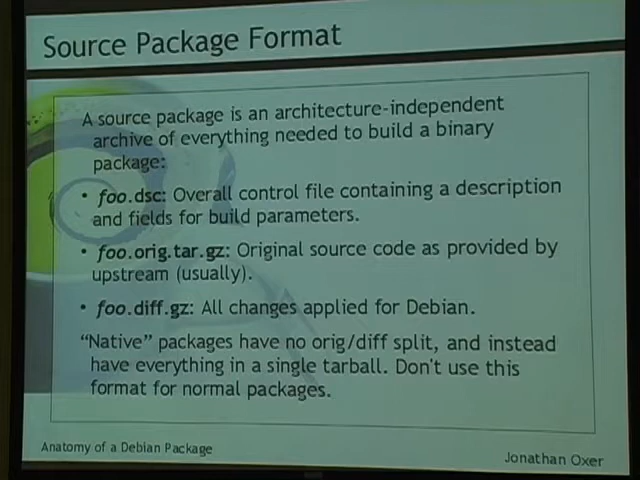 Source Package Format
A source package is an architecture-independent
archive of everything needed to build a binary
package:
• foo.dsc: Overall control file containing a description
and fields for build parameters.
• foo.orig.tar.gz: Original source code as provided by
upstream (usually).
• foo.diff.gz: All changes applied for Debian.
“Native” packages have no orig/diff split, and instead
have everything in a single tarball. Don't use this
format for normal packages.
Anatomy of a Debian Package
Jonathan Oxer